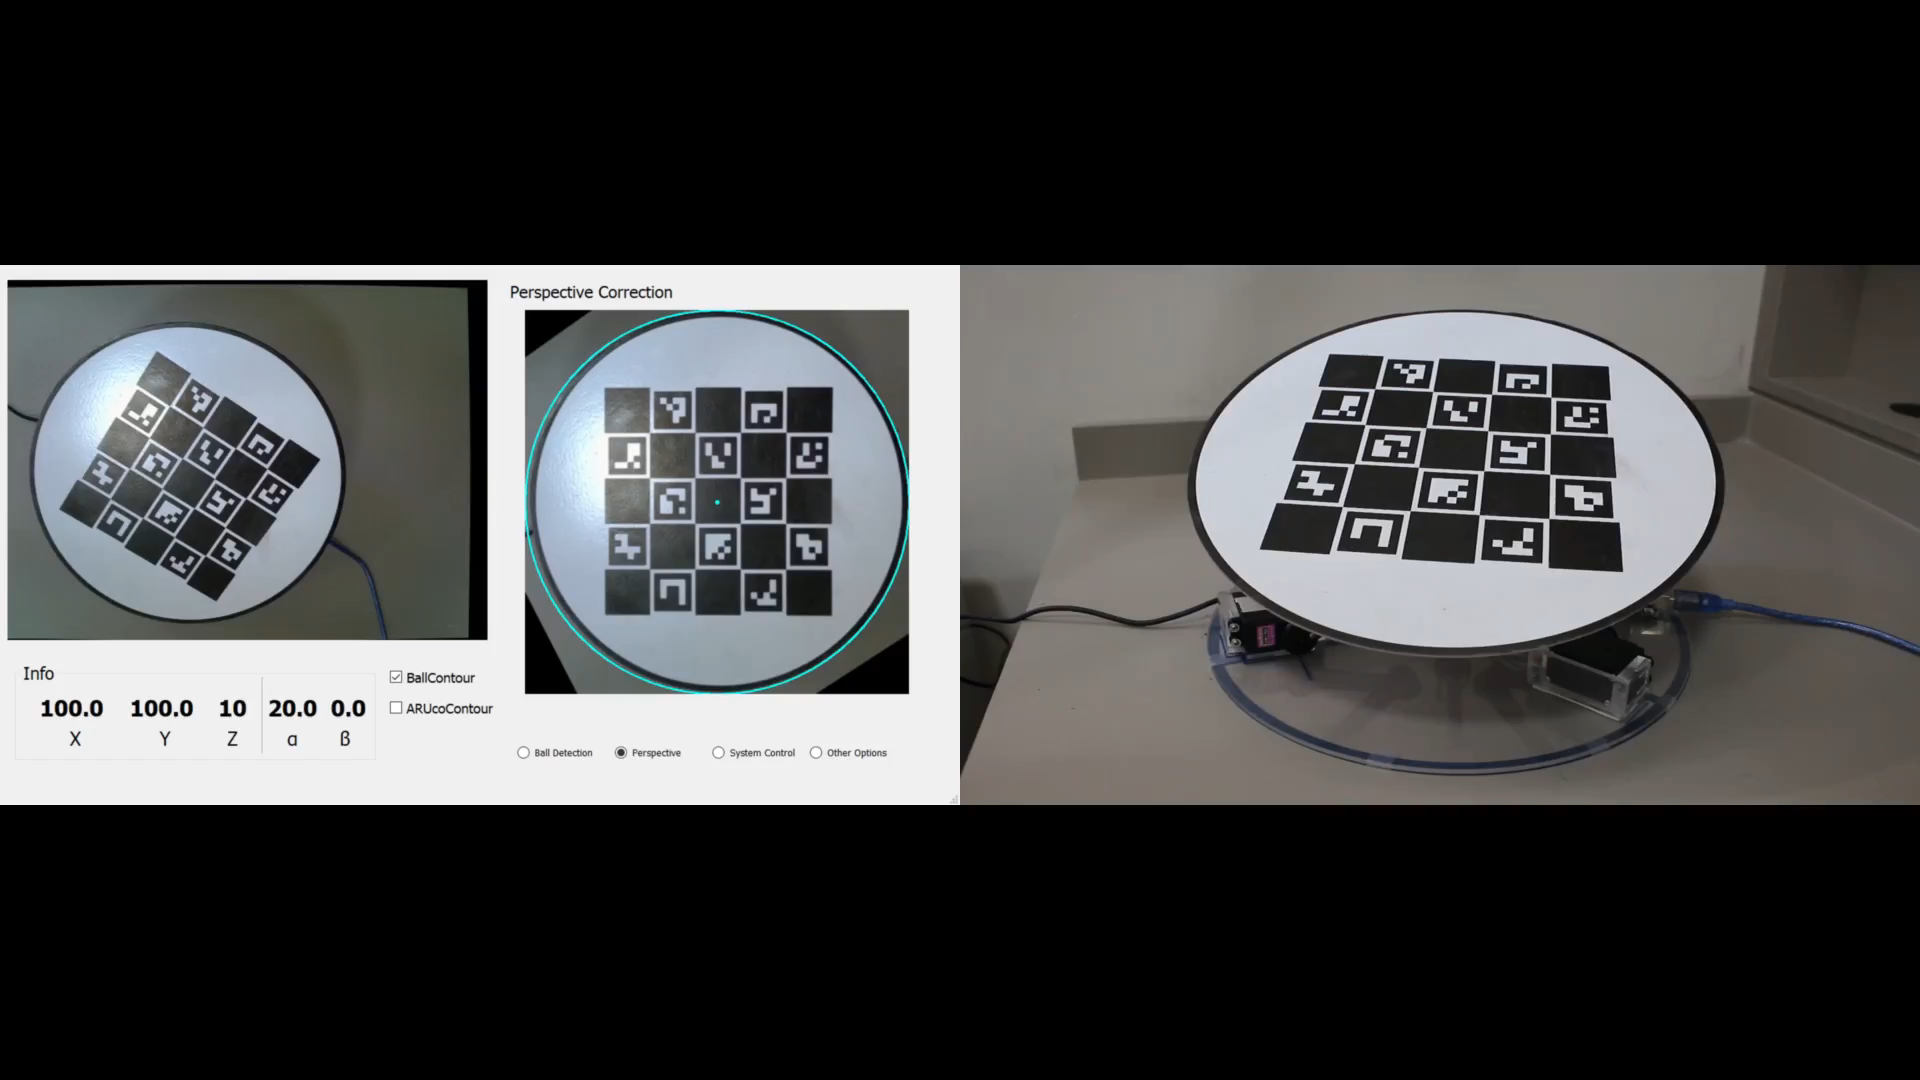 Perspective Correction
Info
100.0 100.0 10 20.0 0.0
X Y Z α β
BallContour
ARUcoContour
Ball Detection Perspective System Control Other Options